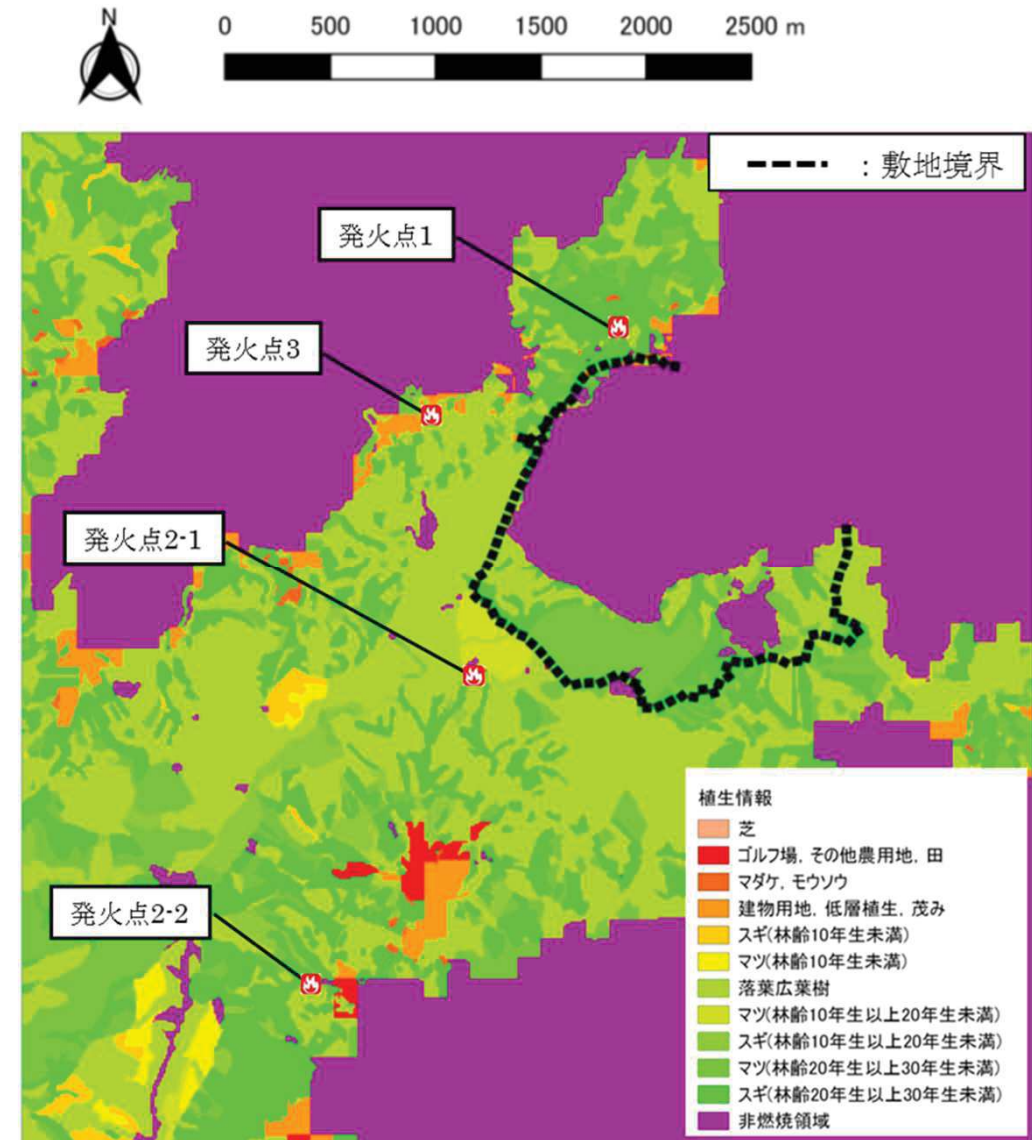 N
0 500 1000 1500 2000 2500 m
：敷地境界
発火点1
発火点3
発火点2-1
発火点2-2
植生情報
芝
ゴルフ場，その他農用地，田
マダケ，モウソウ
建物用地，低層植生，茂み
スギ(林齢10年生未満)
マツ(林齢10年生未満)
落葉広葉樹
マツ(林齢10年生以上20年生未満)
スギ(林齢10年生以上20年生未満)
マツ(林齢20年生以上30年生未満)
スギ(林齢20年生以上30年生未満)
非燃焼領域